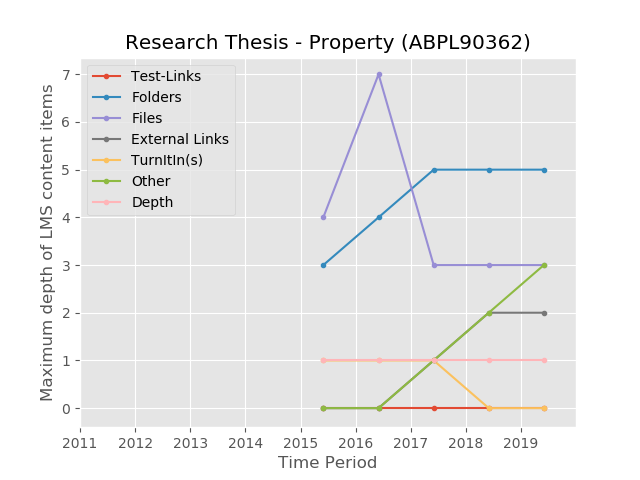 Research Thesis - Property (ABPL90362)
Test-Links
Folders
Files
External Links
TurnItIn(s)
Other
Depth
Maximum depth of LMS content items
7
6
5
4
3
2
1
0
2011 2012 2013 2014 2015 2016 2017 2018 2019
Time Period